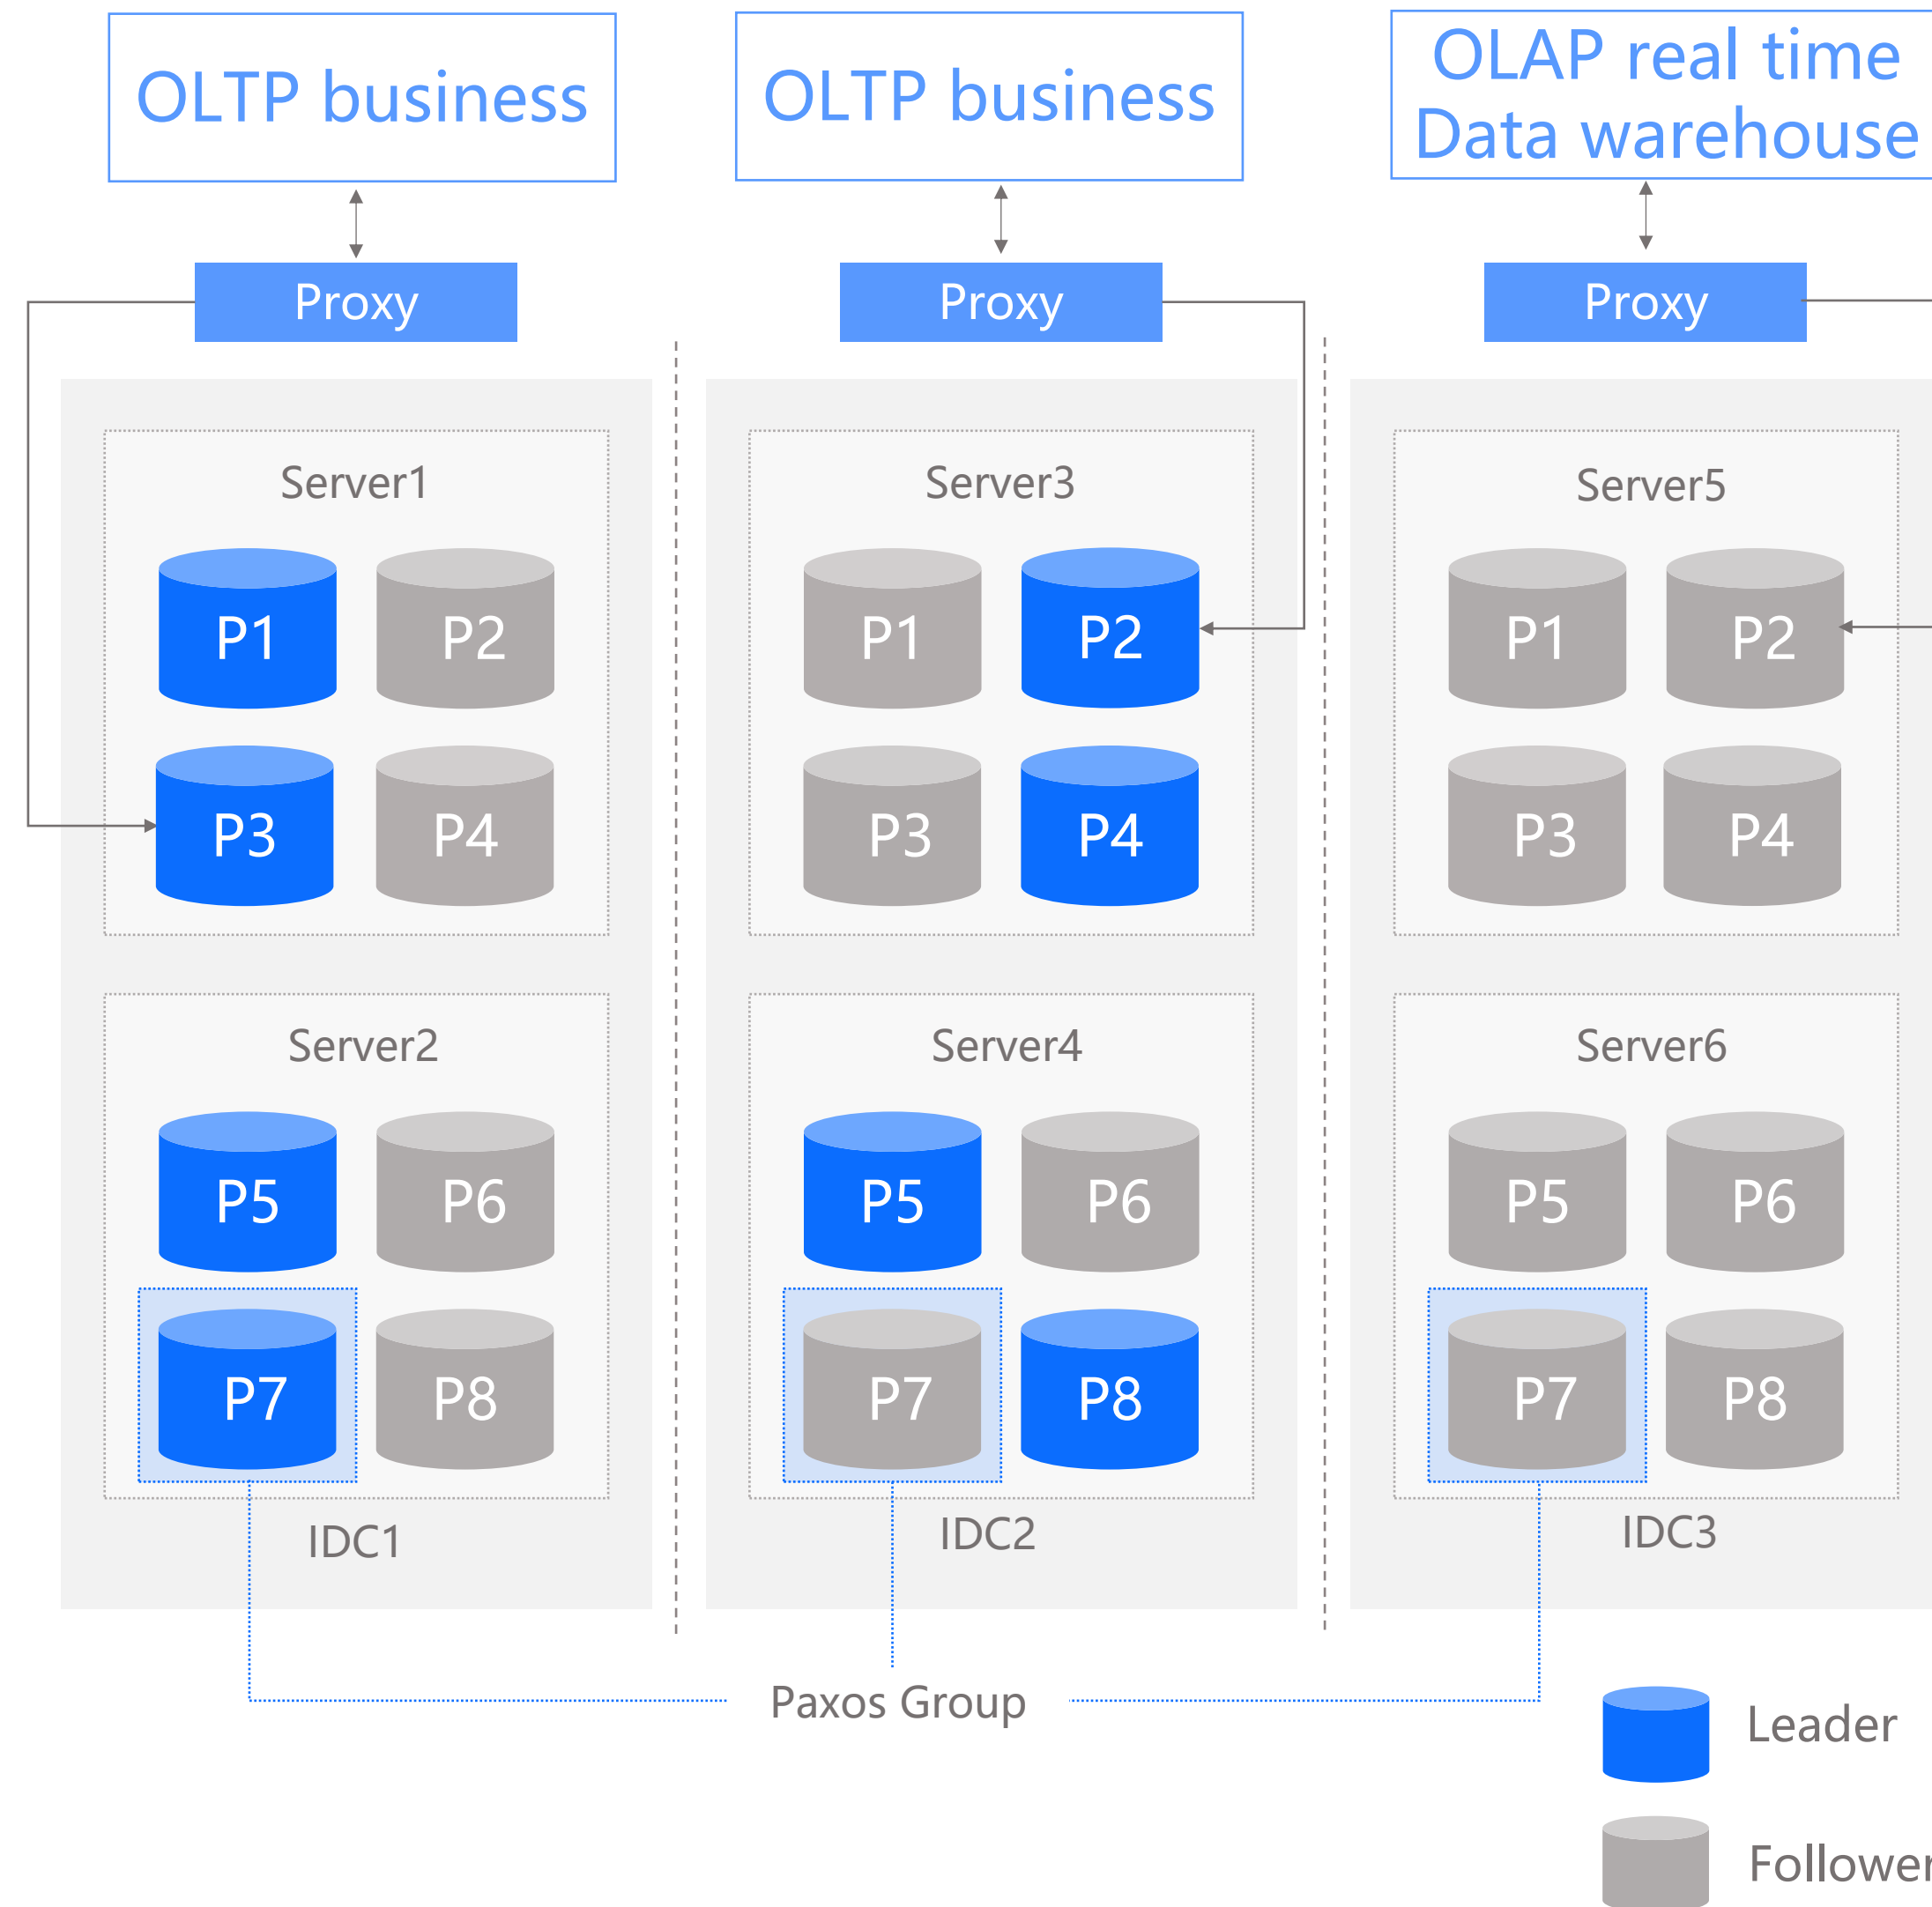 OLTP business
OLTP business
OLAP real time
Data warehouse
Proxy
Proxy
Proxy
Server1
Server3
Server5
P1
P2
P1
P2
P1
P2
P3
P4
P3
P4
P3
P4
Server2
Server4
Server6
P5
P6
P5
P6
P5
P6
P7
P8
P7
P8
P7
P8
IDC1
IDC2
IDC3
Paxos Group
Leader
Follower